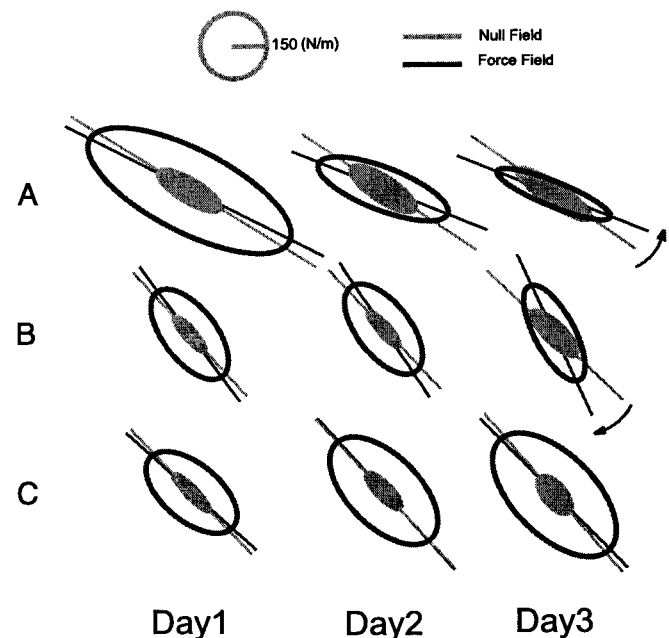 150 (N/m)
Null Field
Force Field
A
B
C
Day1 Day2 Day3